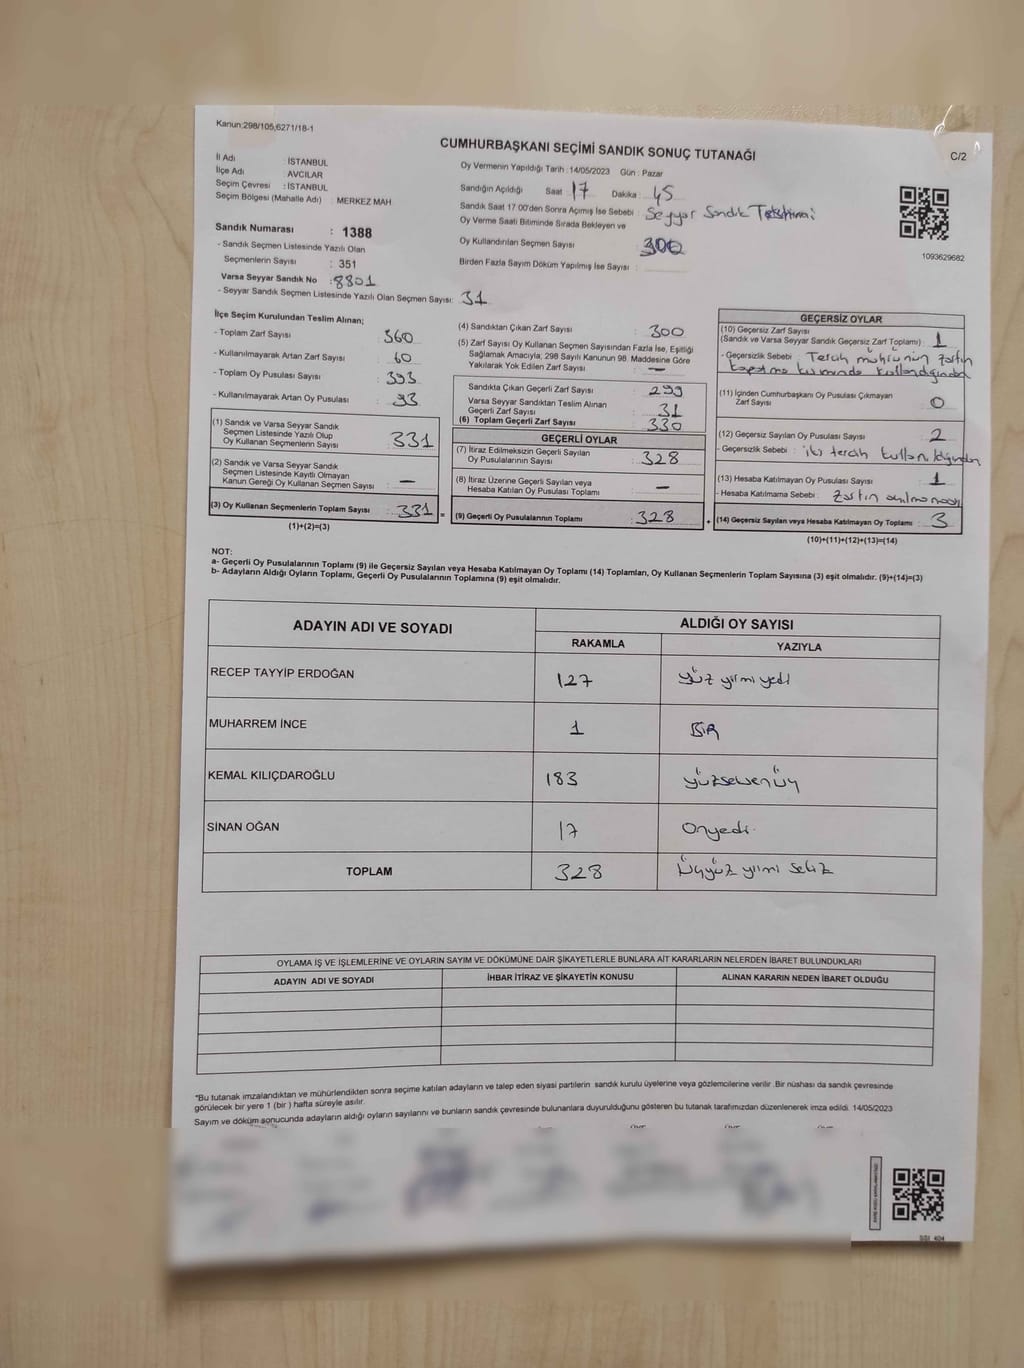 Kanun:298/105,6271/18-1
CUMHURBAŞKANI SEÇİMİ SANDIK SONUÇ TUTANAĞI
C/2
İl Adı : İSTANBUL
İlçe Adı : AVCILAR
Seçim Çevresi : İSTANBUL
Seçim Bölgesi (Mahalle Adı) : MERKEZ MAH
Sandık Numarası : 1388
- Sandık Seçmen Listesinde Yazılı Olan
Seçmenlerin Sayısı : 351
Varsa Seyyar Sandık No : 8801
- Seyyar Sandık Seçmen Listesinde Yazılı Olan Seçmen Sayısı: 31
Oy Vermenin Yapıldığı Tarih :14/05/2023 Gün : Pazar
Sandığın Açıldığı Saat : 17 Dakika : 45
Sandık Saat 17.00'den Sonra Açılmış İse Sebebi : Seyyar Sandık
Oy Verme Saati Bitiminde Sırada Bekleyen ve
Oy Kullandırılan Seçmen Sayısı : 300
Birden Fazla Sayım Döküm Yapılmış İse Sayısı :
1093629682
İlçe Seçim Kurulundan Teslim Alınan;
- Toplam Zarf Sayısı : 360
- Kullanılmayarak Artan Zarf Sayısı : 60
- Toplam Oy Pusulası Sayısı : 393
- Kullanılmayarak Artan Oy Pusulası : 93
(1) Sandık ve Varsa Seyyar Sandık
Seçmen Listesinde Yazılı Olup
Oy Kullanan Seçmenlerin Sayısı : 331
(2) Sandık ve Varsa Seyyar Sandık
Seçmen Listesinde Kayıtlı Olmayan
Kanun Gereği Oy Kullanan Seçmen Sayısı : —
(3) Oy Kullanan Seçmenlerin Toplam Sayısı : 331
(1)+(2)=(3)
(4) Sandıktan Çıkan Zarf Sayısı : 300
(5) Zarf Sayısı Oy Kullanan Seçmen Sayısından Fazla İse, Eşitliği
Sağlamak Amacıyla, 298 Sayılı Kanunun 98. Maddesine Göre
Yakılarak Yok Edilen Zarf Sayısı : —
Sandıkta Çıkan Geçerli Zarf Sayısı : 299
Varsa Seyyar Sandıktan Teslim Alınan
Geçerli Zarf Sayısı : 31
(6) Toplam Geçerli Zarf Sayısı : 330
GEÇERLİ OYLAR
(7) İtiraz Edilmeksizin Geçerli Sayılan
Oy Pusulalarının Sayısı : 328
(8) İtiraz Üzerine Geçerli Sayılan veya
Hesaba Katılan Oy Pusulası Toplamı : —
= (9) Geçerli Oy Pusulalarının Toplamı : 328
GEÇERSİZ OYLAR
(10) Geçersiz Zarf Sayısı
(Sandık ve Varsa Seyyar Sandık Geçersiz Zarf Toplamı) : 1
- Geçersizlik Sebebi : Tercih mührünün zarfın
kapatma kısmında kullandığından
(11) İçinden Cumhurbaşkanı Oy Pusulası Çıkmayan
Zarf Sayısı : 0
(12) Geçersiz Sayılan Oy Pusulası Sayısı : 2
- Geçersizlik Sebebi : iki tercih kullanıldığından
(13) Hesaba Katılmayan Oy Pusulası Sayısı : 1
- Hesaba Katılmama Sebebi : Zarfın açılmaması
+ (14) Geçersiz Sayılan veya Hesaba Katılmayan Oy Toplamı : 3
(10)+(11)+(12)+(13)=(14)
NOT:
a- Geçerli Oy Pusulalarının Toplamı (9) ile Geçersiz Sayılan veya Hesaba Katılmayan Oy Toplamı (14) Toplamları, Oy Kullanan Seçmenlerin Toplam Sayısına (3) eşit olmalıdır. (9)+(14)=(3)
b- Adayların Aldığı Oyların Toplamı, Geçerli Oy Pusulalarının Toplamına (9) eşit olmalıdır.
ADAYIN ADI VE SOYADI
ALDIĞI OY SAYISI
RAKAMLA YAZIYLA
RECEP TAYYİP ERDOĞAN 127 Yüz yirmi yedi
MUHARREM İNCE 1 BİR
KEMAL KILIÇDAROĞLU 183 yüzseksenüç
SİNAN OĞAN 17 Onyedi
TOPLAM 328 Üçyüz yirmi sekiz
OYLAMA İŞ VE İŞLEMLERİNE VE OYLARIN SAYIM VE DÖKÜMÜNE DAİR ŞİKAYETLERLE BUNLARA AİT KARARLARIN NELERDEN İBARET BULUNDUKLARI
ADAYIN ADI VE SOYADI İHBAR İTİRAZ VE ŞİKAYETİN KONUSU ALINAN KARARIN NEDEN İBARET OLDUĞU
*Bu tutanak imzalandıktan ve mühürlendikten sonra seçime katılan adayların ve talep eden siyasi partilerin sandık kurulu üyelerine veya gözlemcilerine verilir .Bir nüshası da sandık çevresinde
görülecek bir yere 1 (bir ) hafta süreyle asılır.
Sayım ve döküm sonucunda adayların aldığı oyların sayılarını ve bunların sandık çevresinde bulunanlara duyurulduğunu gösteren bu tutanak tarafımızdan düzenlenerek imza edildi. 14/05/2023